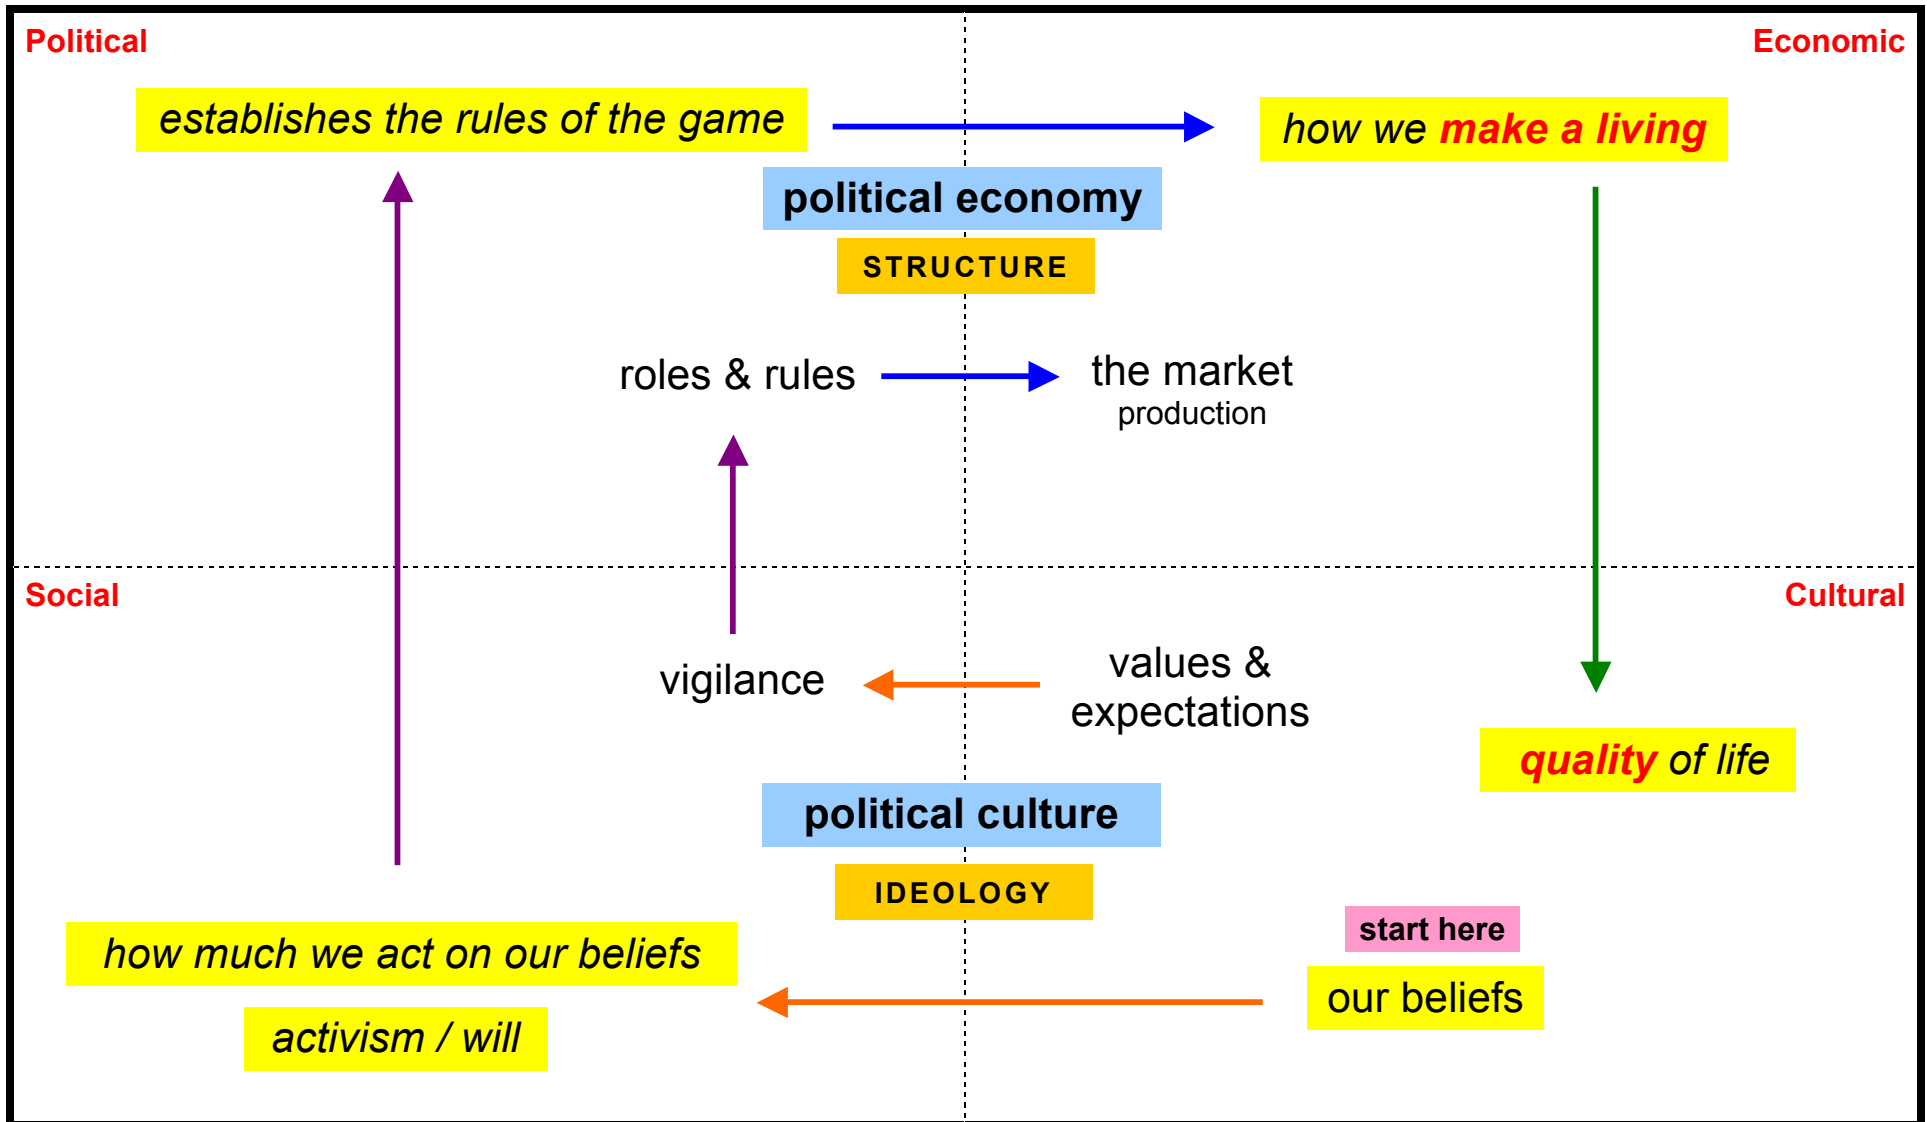 Political
Economic
establishes the rules of the game
how we make a living
political economy
STRUCTURE
roles & rules
the market
production
Social
Cultural
vigilance
values &
expectations
quality of life
political culture
IDEOLOGY
start here
how much we act on our beliefs
our beliefs
activism / will